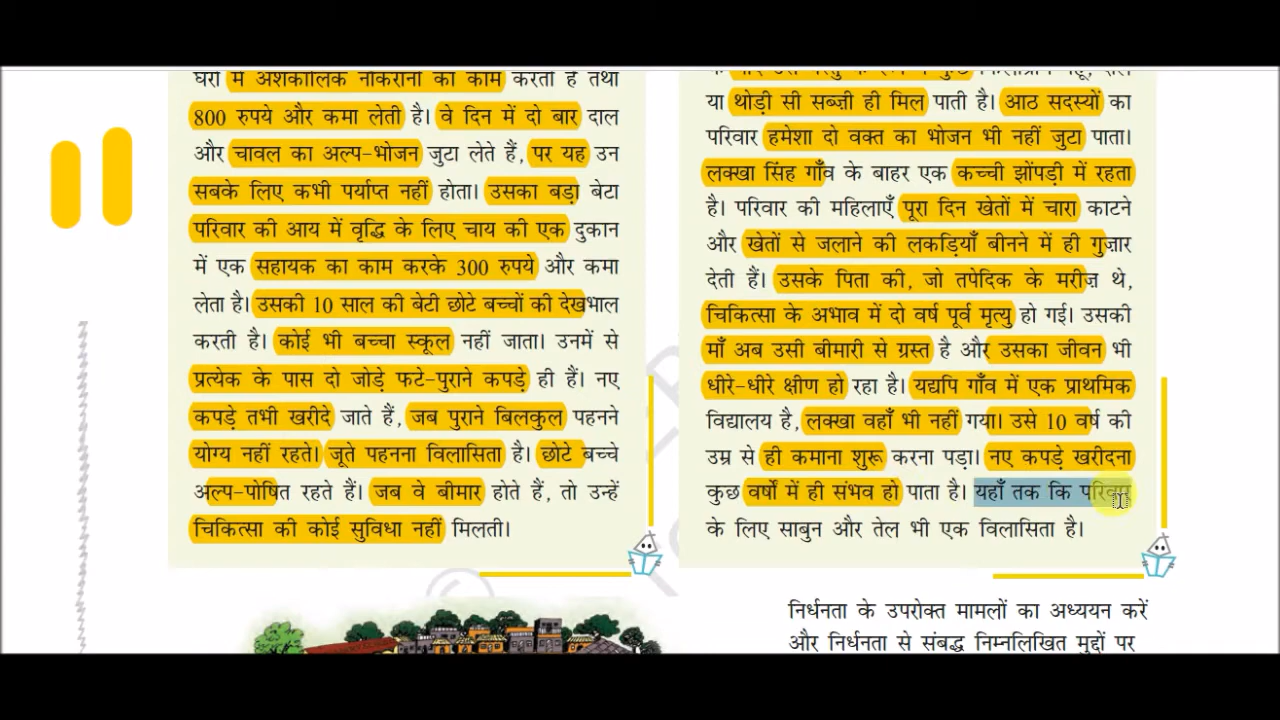 घरों में अंशकालिक नौकरानी का काम करती है तथा
800 रुपये और कमा लेती है। वे दिन में दो बार दाल
और चावल का अल्प-भोजन जुटा लेते हैं, पर यह उन
सबके लिए कभी पर्याप्त नहीं होता। उसका बड़ा बेटा
परिवार की आय में वृद्धि के लिए चाय की एक दुकान
में एक सहायक का काम करके 300 रुपये और कमा
लेता है। उसकी 10 साल की बेटी छोटे बच्चों की देखभाल
करती है। कोई भी बच्चा स्कूल नहीं जाता। उनमें से
प्रत्येक के पास दो जोड़े फटे-पुराने कपड़े ही हैं। नए
कपड़े तभी खरीदे जाते हैं, जब पुराने बिलकुल पहनने
योग्य नहीं रहते। जूते पहनना विलासिता है। छोटे बच्चे
अल्प-पोषित रहते हैं। जब वे बीमार होते हैं, तो उन्हें
चिकित्सा की कोई सुविधा नहीं मिलती।
या थोड़ी सी सब्ज़ी ही मिल पाती है। आठ सदस्यों का
परिवार हमेशा दो वक्त का भोजन भी नहीं जुटा पाता।
लक्खा सिंह गाँव के बाहर एक कच्ची झोंपड़ी में रहता
है। परिवार की महिलाएँ पूरा दिन खेतों में चारा काटने
और खेतों से जलाने की लकड़ियाँ बीनने में ही गुज़ार
देती हैं। उसके पिता की, जो तपेदिक के मरीज़ थे,
चिकित्सा के अभाव में दो वर्ष पूर्व मृत्यु हो गई। उसकी
माँ अब उसी बीमारी से ग्रस्त है और उसका जीवन भी
धीरे-धीरे क्षीण हो रहा है। यद्यपि गाँव में एक प्राथमिक
विद्यालय है, लक्खा वहाँ भी नहीं गया। उसे 10 वर्ष की
उम्र से ही कमाना शुरू करना पड़ा। नए कपड़े खरीदना
कुछ वर्षों में ही संभव हो पाता है। यहाँ तक कि परिवार
के लिए साबुन और तेल भी एक विलासिता है।
निर्धनता के उपरोक्त मामलों का अध्ययन करें
और निर्धनता से संबद्ध निम्नलिखित मुद्दों पर